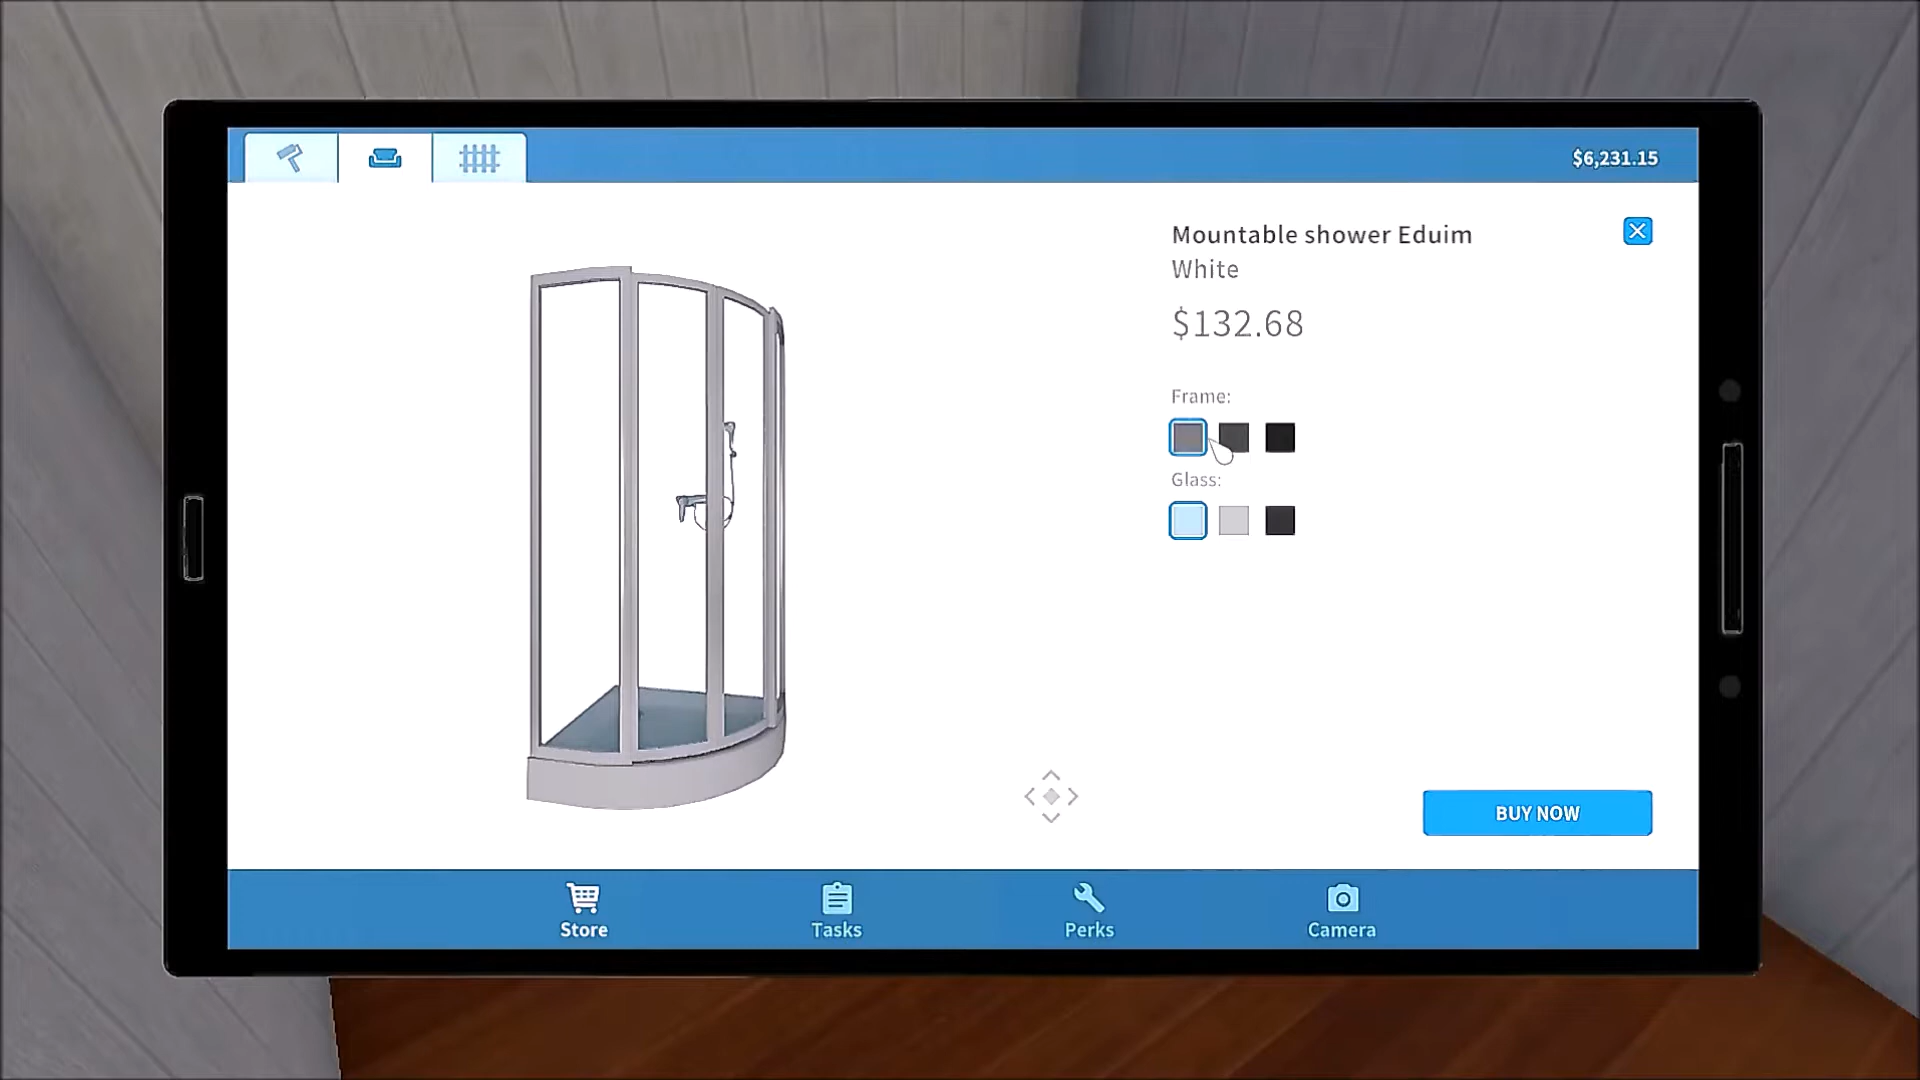 $6,231.15
Mountable shower Eduim
White
$132.68
Frame:
Glass:
BUY NOW
Store
Tasks
Perks
Camera